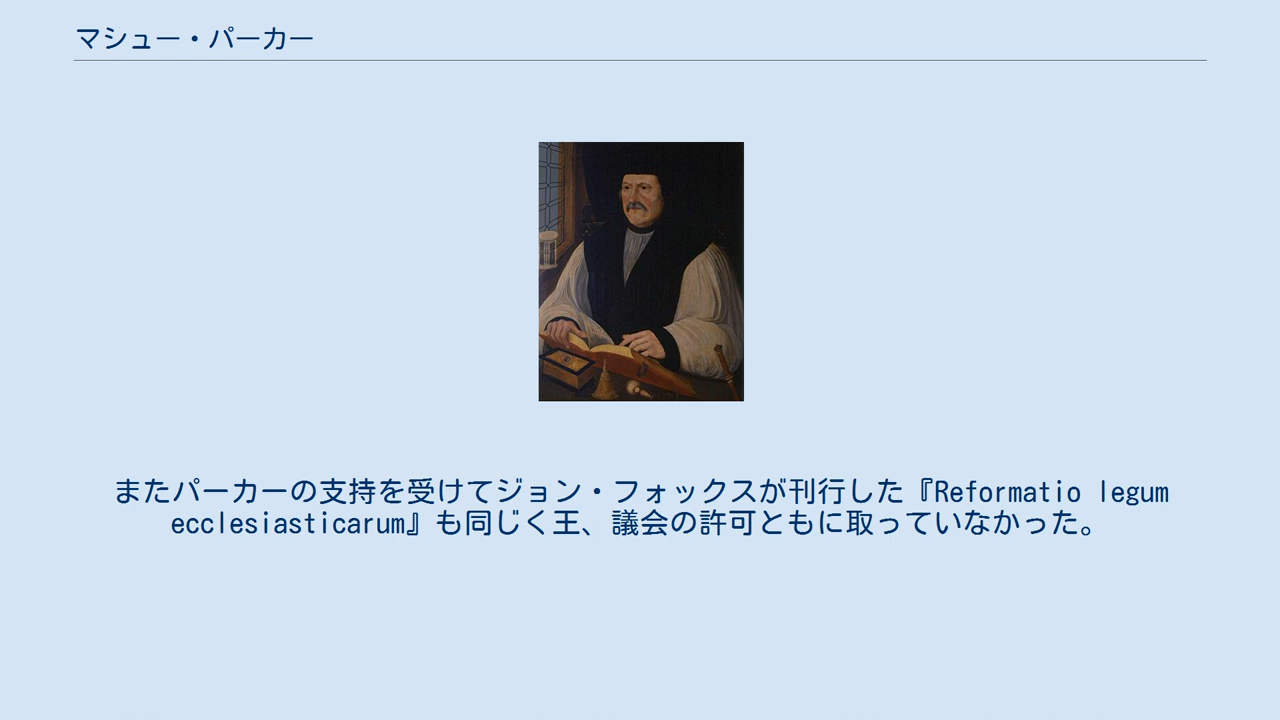 マシュー・パーカー
またパーカーの支持を受けてジョン・フォックスが刊行した『Reformatio legum
ecclesiasticarum』も同じく王、議会の許可ともに取っていなかった。